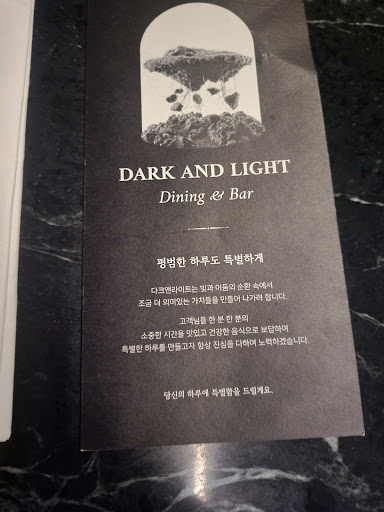 DARK AND LIGHT
Dining & Bar
평범한 하루도 특별하게
다크앤라이트는 빛과 어둠의 순환 속에서
조금 더 의미있는 가치들을 만들어 나가려 합니다.
고객님들 한 분 한 분의
소중한 시간을 맛있고 건강한 음식으로 보답하여
특별한 하루를 만들고자 항상 진심을 다하여 노력하겠습니다.
당신의 하루에 특별함을 드릴게요.